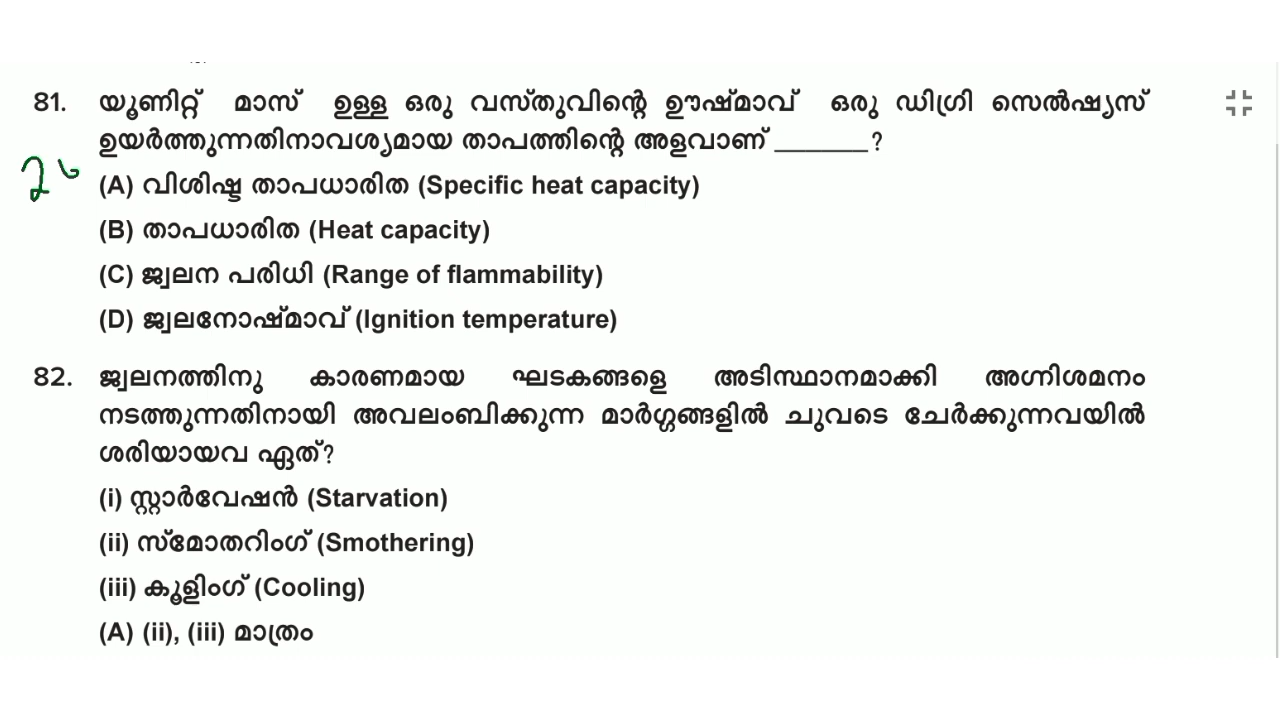 81. യൂണിറ്റ് മാസ് ഉള്ള ഒരു വസ്തുവിന്റെ ഊഷ്മാവ് ഒരു ഡിഗ്രി സെൽഷ്യസ്
ഉയർത്തുന്നതിനാവശ്യമായ താപത്തിന്റെ അളവാണ് _______?
(A) വിശിഷ്ട താപധാരിത (Specific heat capacity)
(B) താപധാരിത (Heat capacity)
(C) ജ്വലന പരിധി (Range of flammability)
(D) ജ്വലനോഷ്മാവ് (Ignition temperature)
82. ജ്വലനത്തിനു കാരണമായ ഘടകങ്ങളെ അടിസ്ഥാനമാക്കി അഗ്നിശമനം
നടത്തുന്നതിനായി അവലംബിക്കുന്ന മാർഗ്ഗങ്ങളിൽ ചുവടെ ചേർക്കുന്നവയിൽ
ശരിയായവ ഏത്?
(i) സ്റ്റാർവേഷൻ (Starvation)
(ii) സ്മോതറിംഗ് (Smothering)
(iii) കൂളിംഗ് (Cooling)
(A) (ii), (iii) മാത്രം